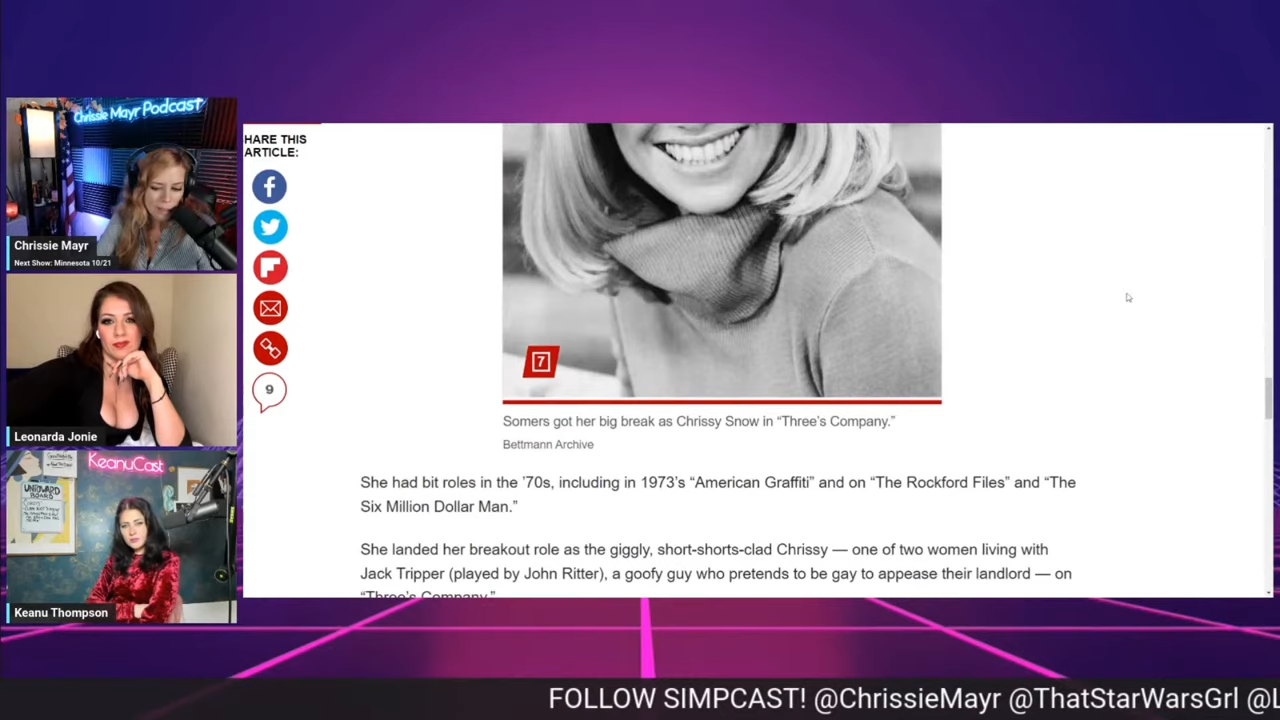 Chrissie Mayr Podcast
Chrissie Mayr
Next Show: Minnesota 10/21
Leonarda Jonie
KeanuCast
Keanu Thompson
HARE THIS
ARTICLE:
9
7
Somers got her big break as Chrissy Snow in “Three’s Company.”
Bettmann Archive
She had bit roles in the ’70s, including in 1973’s “American Graffiti” and on “The Rockford Files” and “The
Six Million Dollar Man.”
She landed her breakout role as the giggly, short-shorts-clad Chrissy — one of two women living with
Jack Tripper (played by John Ritter), a goofy guy who pretends to be gay to appease their landlord — on
“Three’s Company.”
FOLLOW SIMPCAST! @ChrissieMayr @ThatStarWarsGrl @L